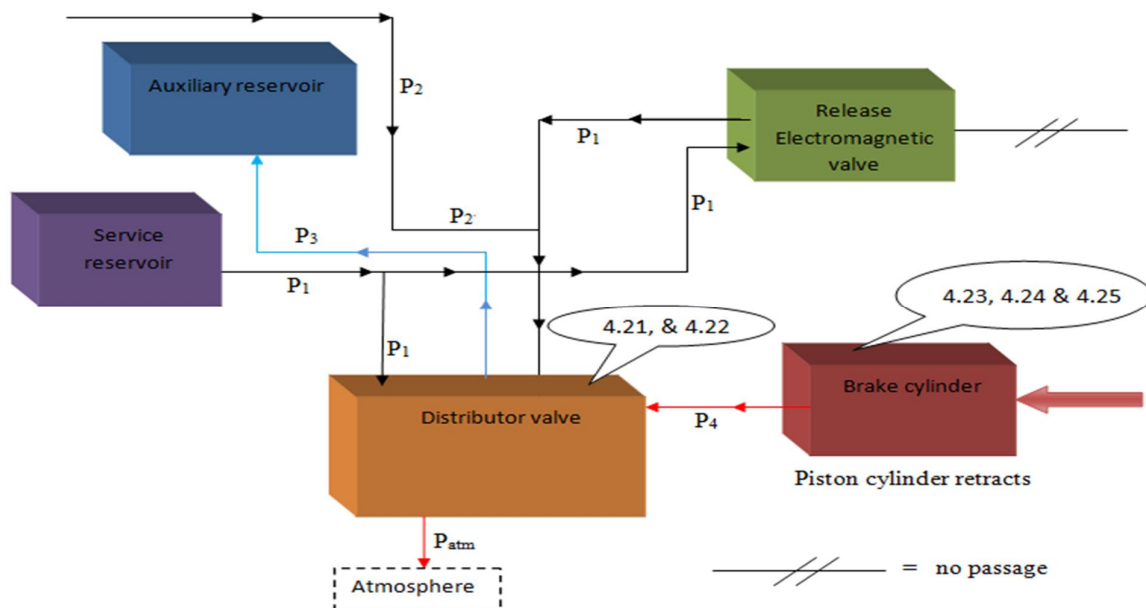 Auxiliary reservoir
P2
Release
Electromagnetic
valve
P1
P1
P2
Service
reservoir
P3
P1
4.23, 4.24 & 4.25
4.21, & 4.22
P1
Brake cylinder
Distributor valve
P4
Piston cylinder retracts
Patm
Atmosphere
= no passage